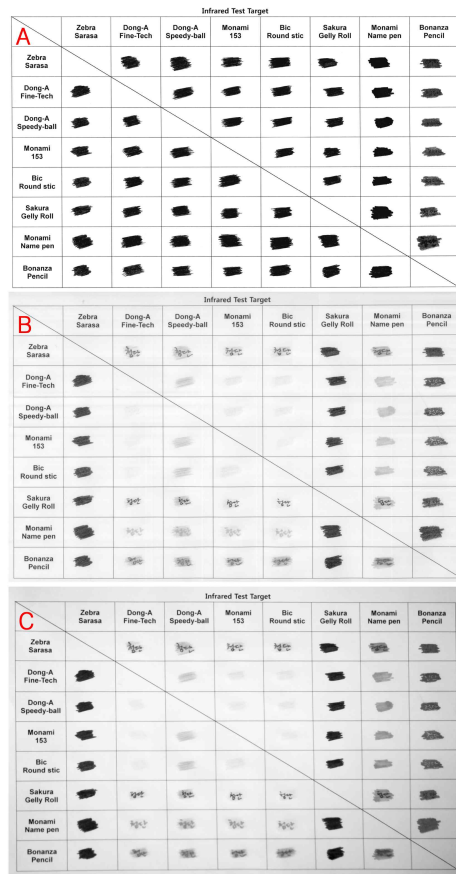 Infrared Test Target
A
Zebra Sarasa Dong-A Fine-Tech Dong-A Speedy-ball Monami 153 Bic Round stic Sakura Gelly Roll Monami Name pen Bonanza Pencil
Zebra Sarasa
Dong-A Fine-Tech
Dong-A Speedy-ball
Monami 153
Bic Round stic
Sakura Gelly Roll
Monami Name pen
Bonanza Pencil
Infrared Test Target
B
Zebra Sarasa Dong-A Fine-Tech Dong-A Speedy-ball Monami 153 Bic Round stic Sakura Gelly Roll Monami Name pen Bonanza Pencil
Zebra Sarasa
Dong-A Fine-Tech
Dong-A Speedy-ball
Monami 153
Bic Round stic
Sakura Gelly Roll
Monami Name pen
Bonanza Pencil
Infrared Test Target
C
Zebra Sarasa Dong-A Fine-Tech Dong-A Speedy-ball Monami 153 Bic Round stic Sakura Gelly Roll Monami Name pen Bonanza Pencil
Zebra Sarasa
Dong-A Fine-Tech
Dong-A Speedy-ball
Monami 153
Bic Round stic
Sakura Gelly Roll
Monami Name pen
Bonanza Pencil